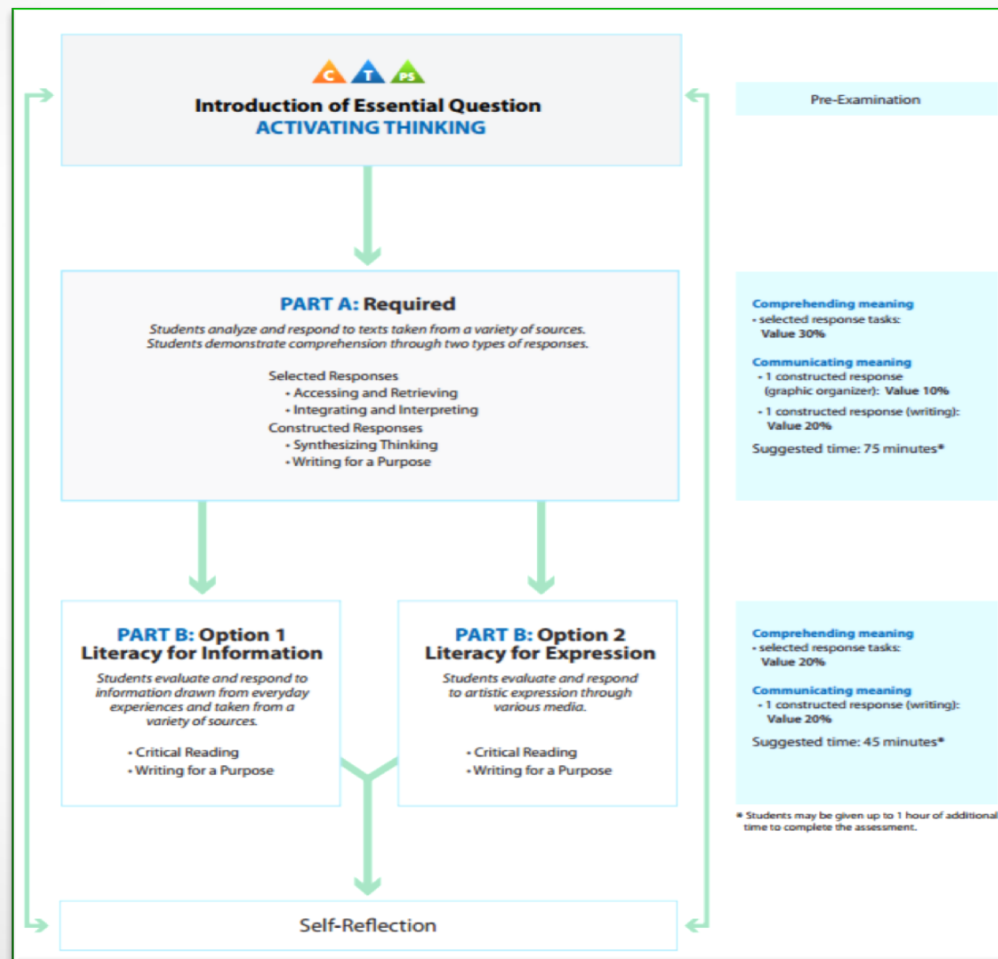 C T PS
Introduction of Essential Question
ACTIVATING THINKING
Pre-Examination
PART A: Required
Students analyze and respond to texts taken from a variety of sources.
Students demonstrate comprehension through two types of responses.
Selected Responses
• Accessing and Retrieving
• Integrating and Interpreting
Constructed Responses
• Synthesizing Thinking
• Writing for a Purpose
Comprehending meaning
• selected response tasks:
Value 30%
Communicating meaning
• 1 constructed response
(graphic organizer): Value 10%
• 1 constructed response (writing):
Value 20%
Suggested time: 75 minutes*
PART B: Option 1
Literacy for Information
Students evaluate and respond to
information drawn from everyday
experiences and taken from a
variety of sources.
• Critical Reading
• Writing for a Purpose
PART B: Option 2
Literacy for Expression
Students evaluate and respond
to artistic expression through
various media.
• Critical Reading
• Writing for a Purpose
Comprehending meaning
• selected response tasks:
Value 20%
Communicating meaning
• 1 constructed response (writing):
Value 20%
Suggested time: 45 minutes*
* Students may be given up to 1 hour of additional
time to complete the assessment.
Self-Reflection